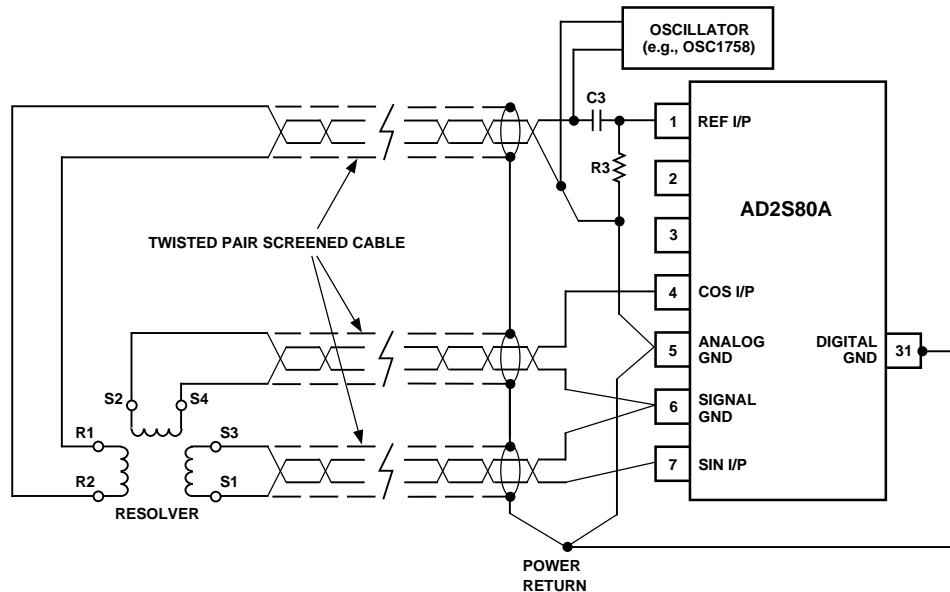 OSCILLATOR
(e.g., OSC1758)
C3
1
REF I/P
R3
2
AD2S80A
3
TWISTED PAIR SCREENED CABLE
4
COS I/P
5
ANALOG
GND
DIGITAL
GND
31
S2
S4
6
SIGNAL
GND
R1
S3
7
SIN I/P
R2
S1
RESOLVER
POWER
RETURN